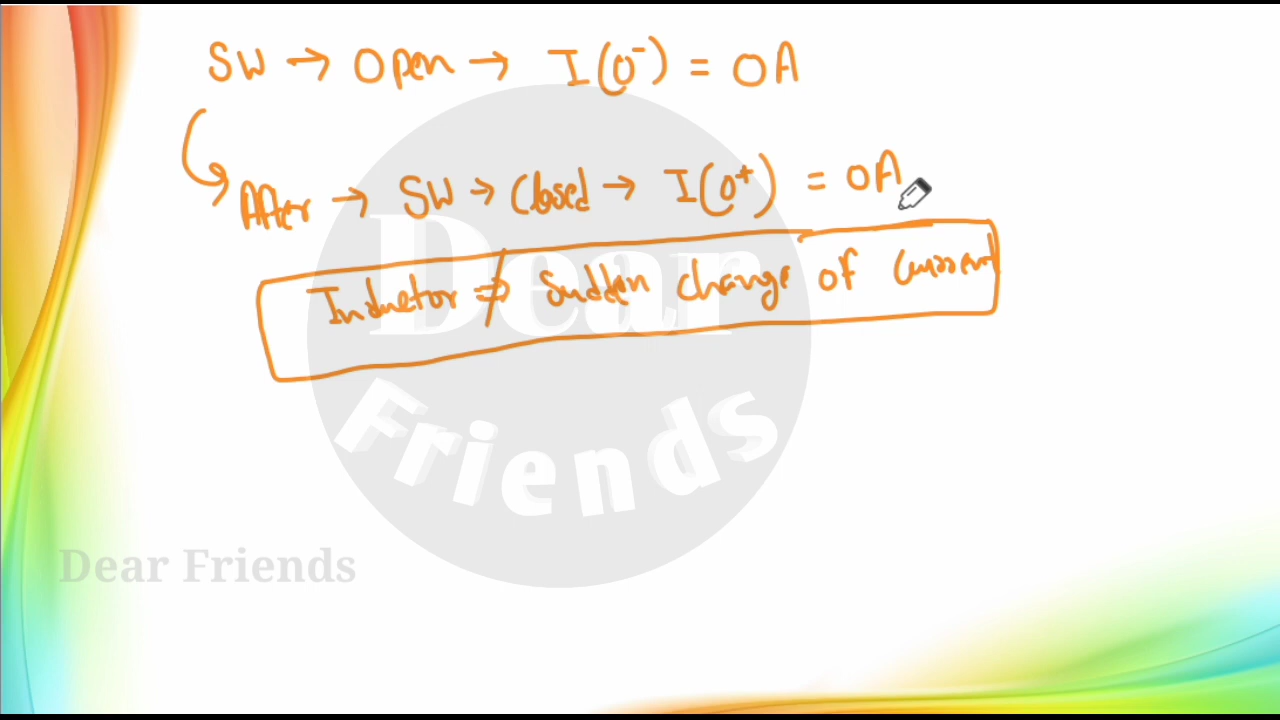 SW → Open → I(0⁻) = 0A
After → SW → Closed → I(0⁺) = 0A
Inductor ⇏ Sudden change of current
Dear
Friends
Dear Friends